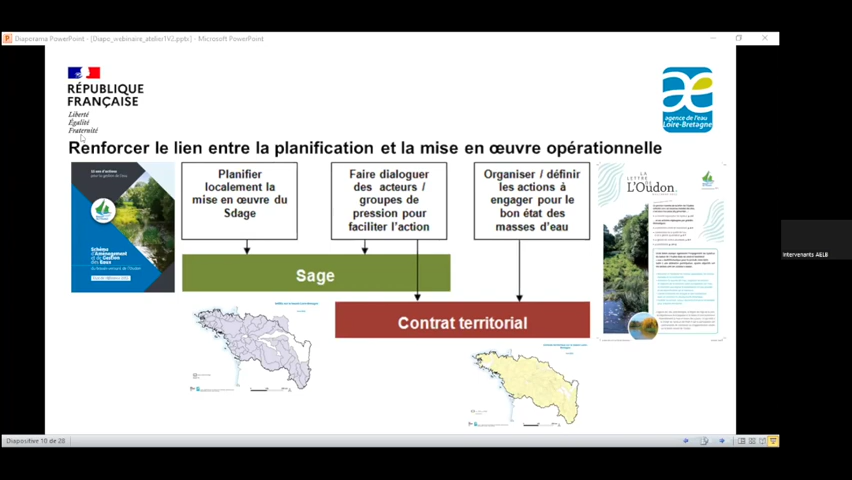 Diaporama PowerPoint - [Diapo_webinaire_atelier1V2.pptx] - Microsoft PowerPoint
RÉPUBLIQUE
FRANÇAISE
Liberté
Égalité
Fraternité
agence de l'eau
Loire-Bretagne
Renforcer le lien entre la planification et la mise en œuvre opérationnelle
Planifier
localement la
mise en œuvre du
Sdage
Faire dialoguer
des acteurs /
groupes de
pression pour
faciliter l'action
Organiser / définir
les actions à
engager pour le
bon état des
masses d'eau
Schéma
d'Aménagement
et de Gestion
des Eaux
LA
LETTRE
DE
L'Oudon
Sage
Contrat territorial
Intervenants AELB
Diapositive 10 de 28